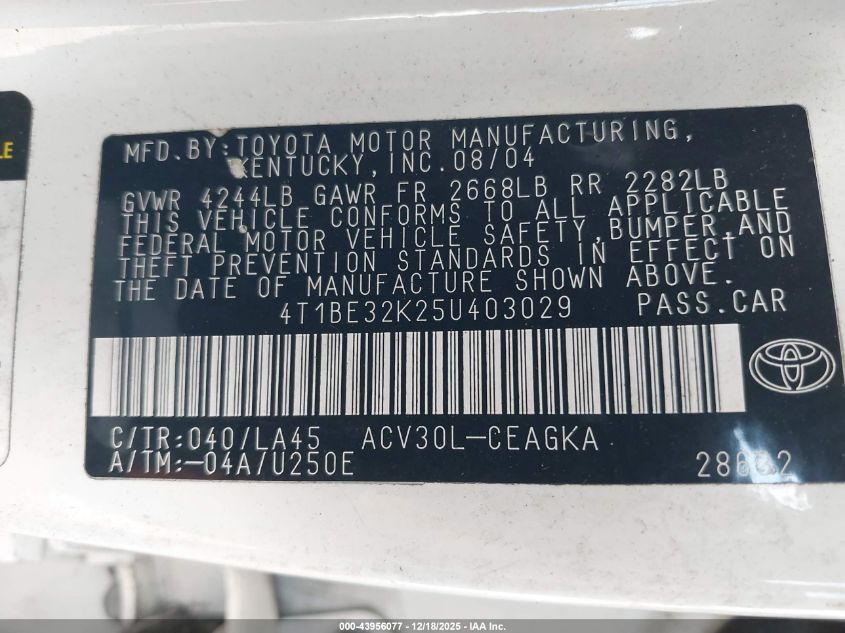 LE
MFD.BY:TOYOTA MOTOR MANUFACTURING,
KENTUCKY,INC.08/04
GVWR 4244LB GAWR FR 2668LB RR 2282LB
THIS VEHICLE CONFORMS TO ALL APPLICABLE
FEDERAL MOTOR VEHICLE SAFETY,BUMPER,AND
THEFT PREVENTION STANDARDS IN EFFECT ON
THE DATE OF MANUFACTURE SHOWN ABOVE.
4T1BE32K25U403029 PASS.CAR
C/TR:040/LA45 ACV30L-CEAGKA
A/TM:-04A/U250E
000-43956077 - 12/18/2025 - IAA Inc.